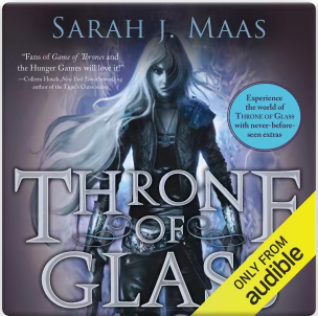 SARAH J. MAAS
"Fans of Game of Thrones and
the Hunger Games will love it!"
—Colleen Houck, New York Times bestselling
author of the Tiger's Curse series
Experience
the world of
THRONE OF GLASS
with never-before-
seen extras
THRONE
OF
GLASS
ONLY FROM
audible